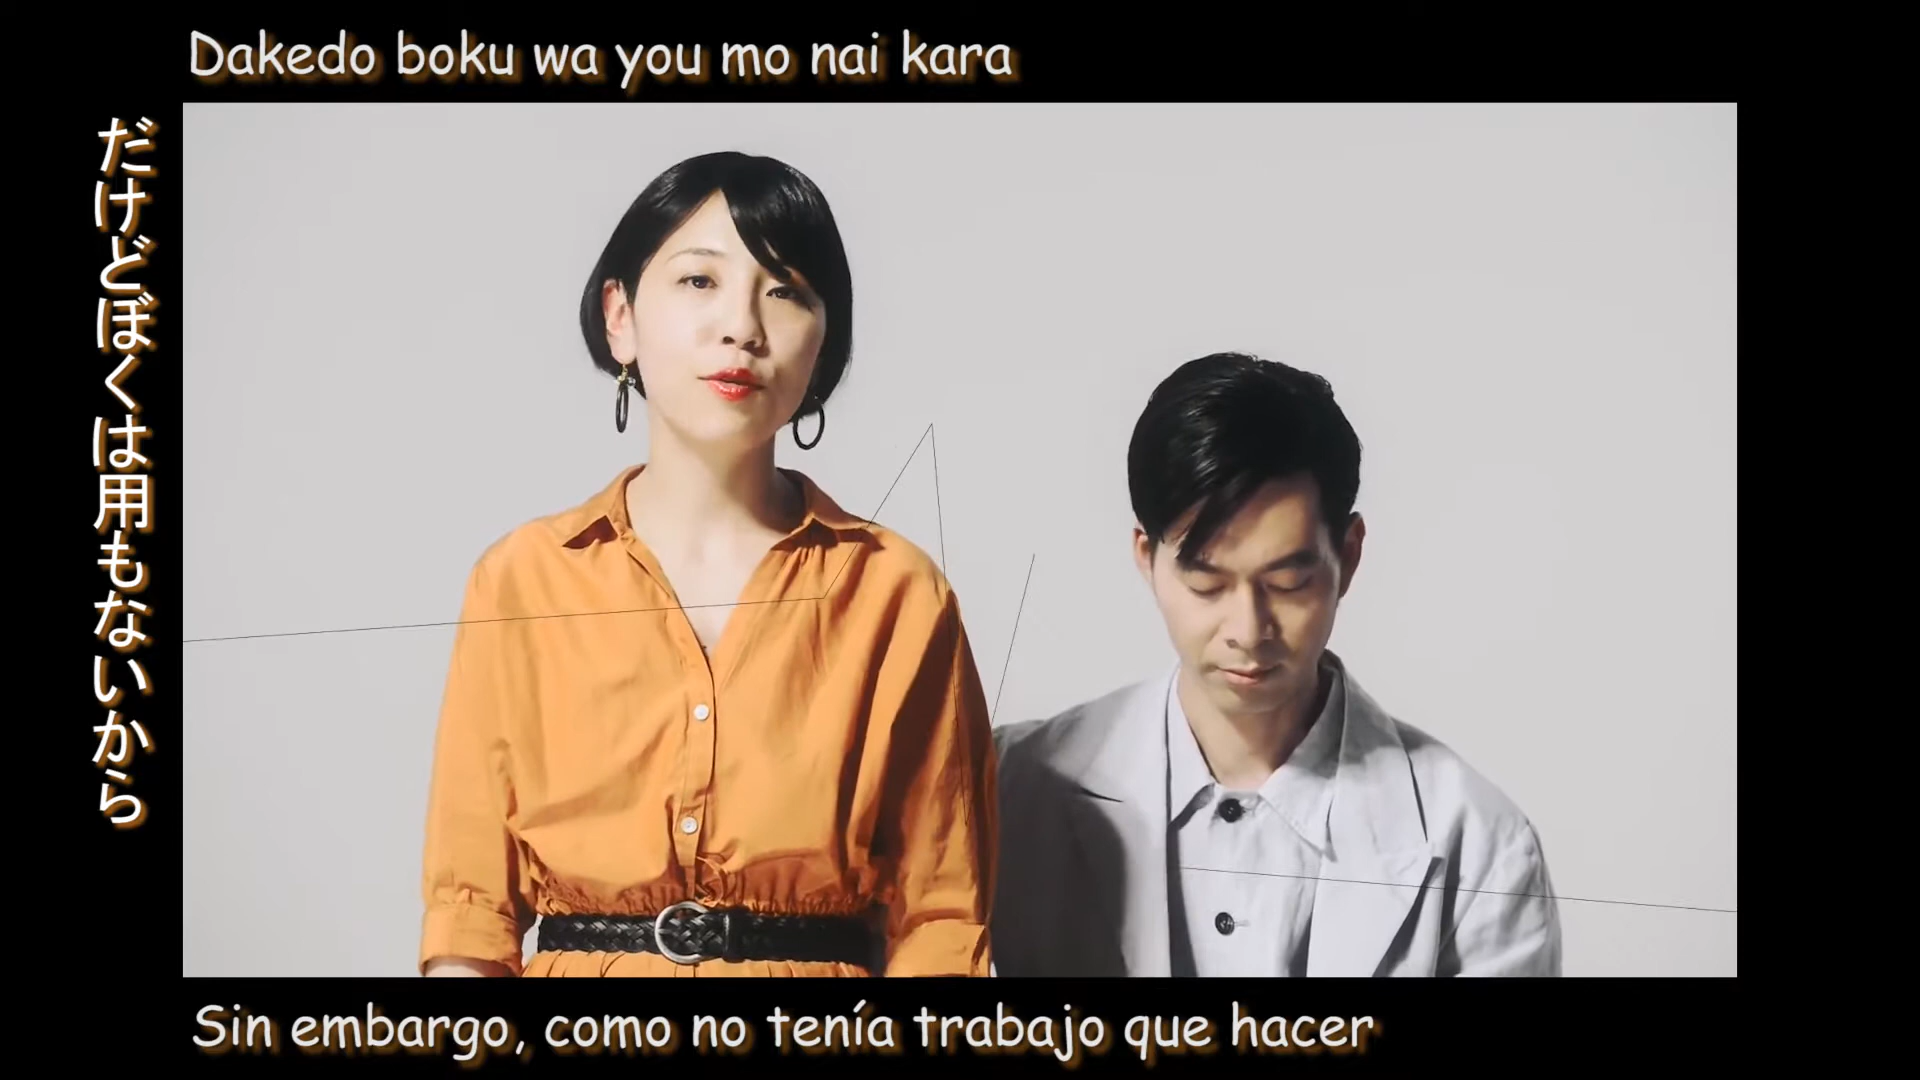 Dakedo boku wa you mo nai kara
だけどぼくは用もないから
Sin embargo, como no tenía trabajo que hacer